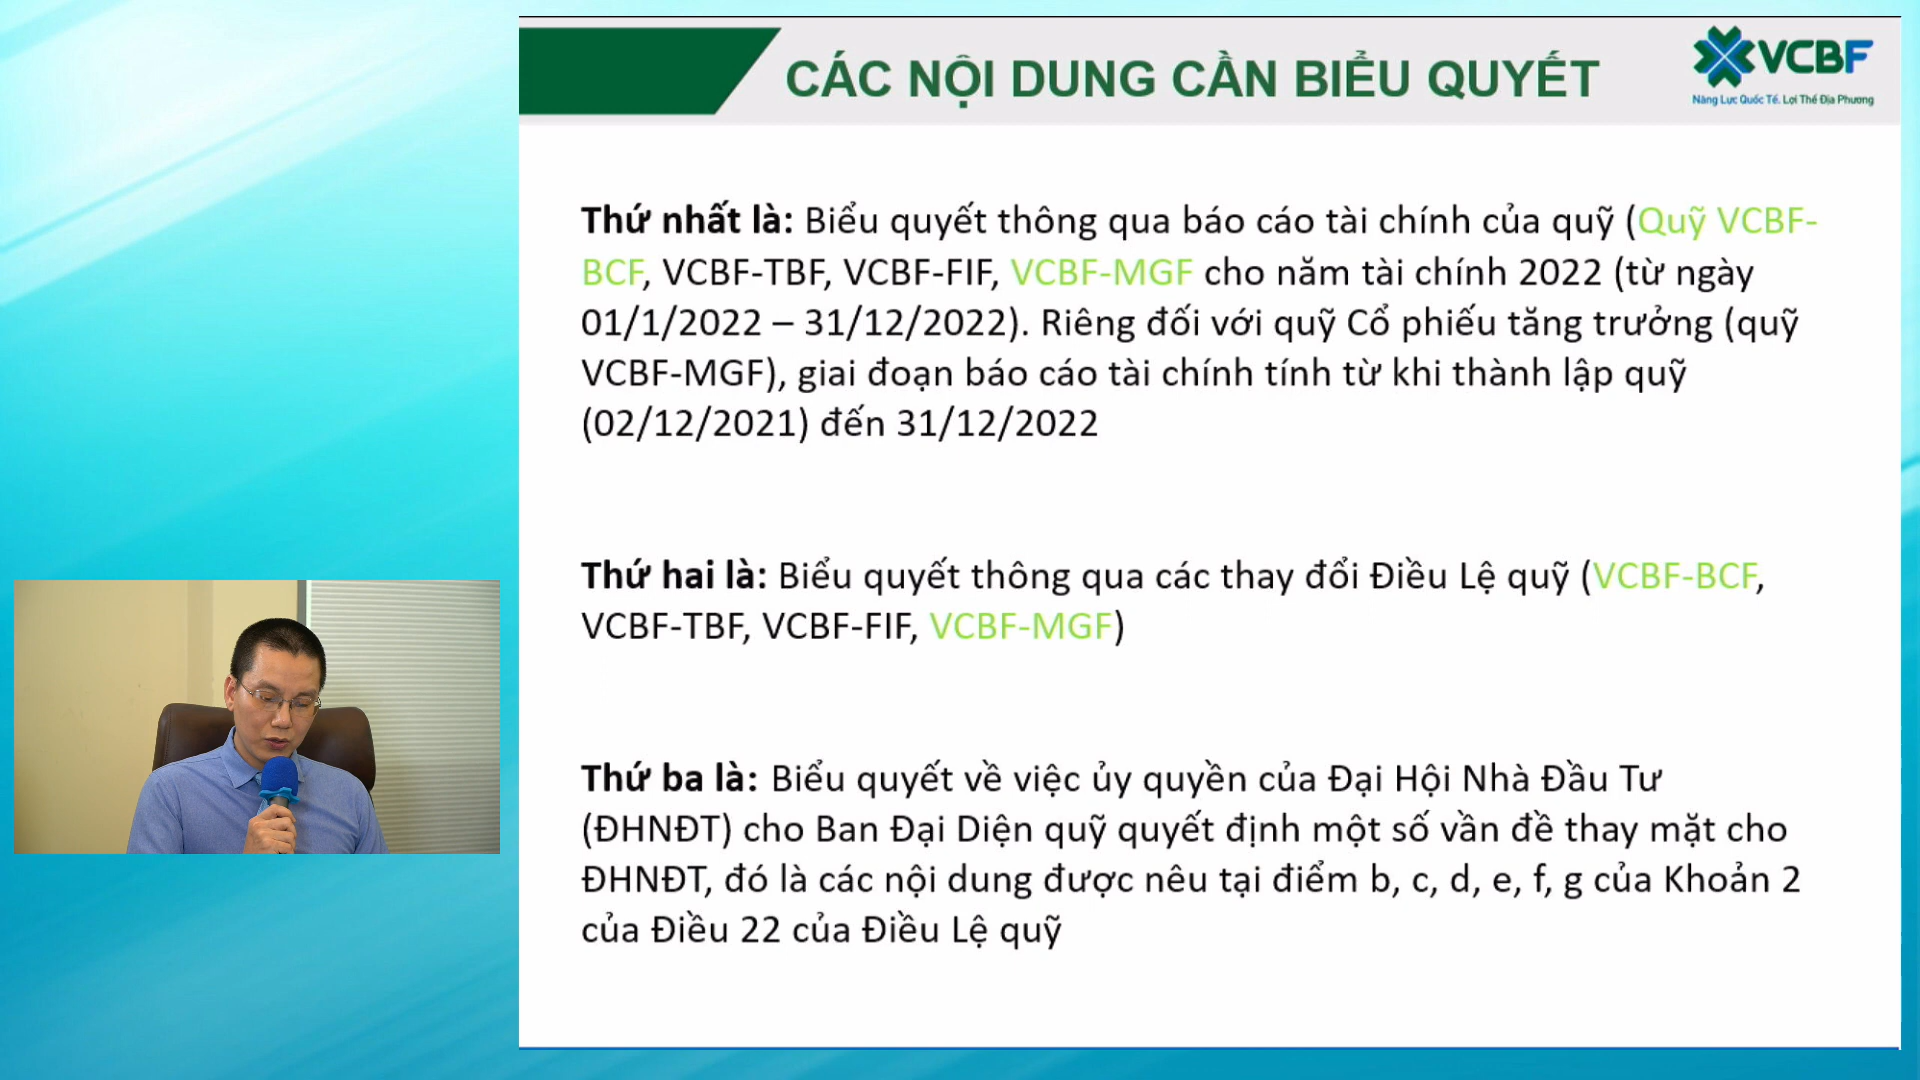 CÁC NỘI DUNG CẦN BIỂU QUYẾT
VCBF
Năng Lực Quốc Tế. Lợi Thế Địa Phương
Thứ nhất là: Biểu quyết thông qua báo cáo tài chính của quỹ (Quỹ VCBF-
BCF, VCBF-TBF, VCBF-FIF, VCBF-MGF cho năm tài chính 2022 (từ ngày
01/1/2022 – 31/12/2022). Riêng đối với quỹ Cổ phiếu tăng trưởng (quỹ
VCBF-MGF), giai đoạn báo cáo tài chính tính từ khi thành lập quỹ
(02/12/2021) đến 31/12/2022
Thứ hai là: Biểu quyết thông qua các thay đổi Điều Lệ quỹ (VCBF-BCF,
VCBF-TBF, VCBF-FIF, VCBF-MGF)
Thứ ba là: Biểu quyết về việc ủy quyền của Đại Hội Nhà Đầu Tư
(ĐHNĐT) cho Ban Đại Diện quỹ quyết định một số vần đề thay mặt cho
ĐHNĐT, đó là các nội dung được nêu tại điểm b, c, d, e, f, g của Khoản 2
của Điều 22 của Điều Lệ quỹ